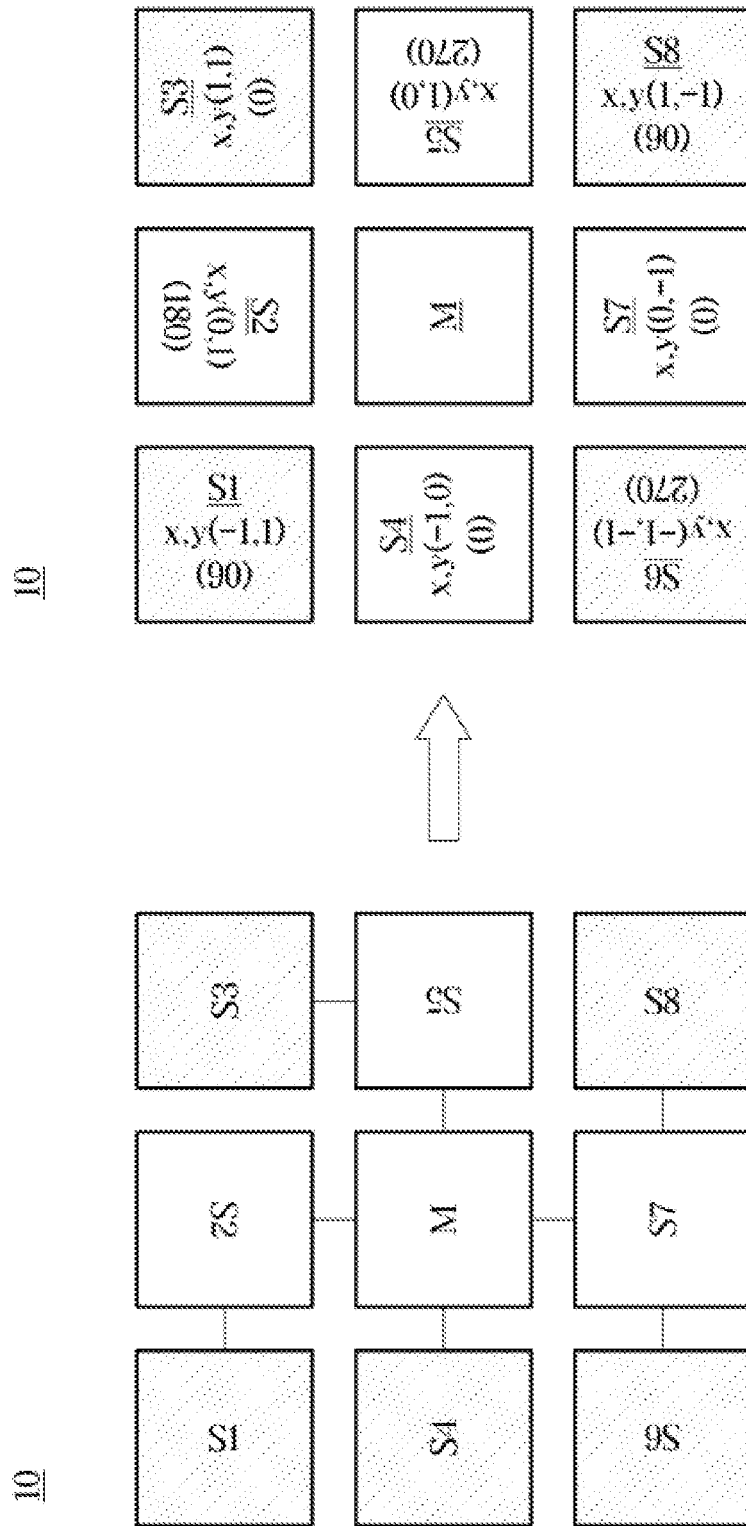 10
S1
S2
S3
S4
M
S5
S6
S7
S8
10
S1
x,y(-1,1)
(90)
S2
x,y(0,1)
(180)
S3
x,y(1,1)
(0)
S4
x,y(-1,0)
(0)
M
S5
x,y(1,0)
(270)
S6
x,y(-1,-1)
(270)
S7
x,y(0,-1)
(0)
S8
x,y(1,-1)
(90)